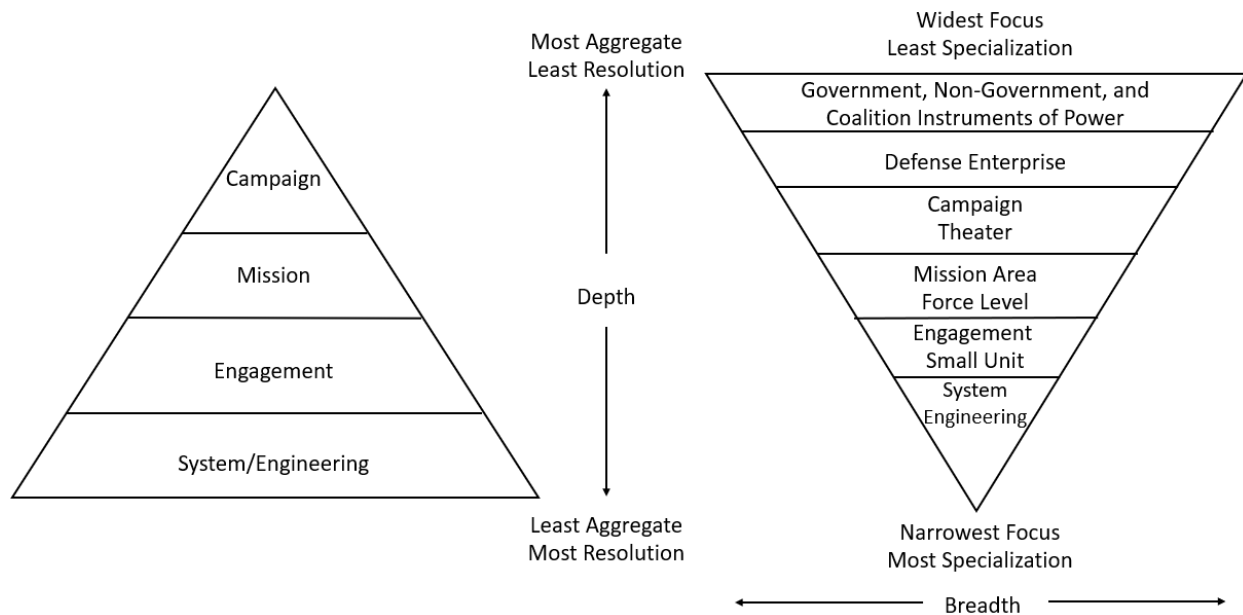 Campaign
Mission
Engagement
System/Engineering
Most Aggregate
Least Resolution
Depth
Least Aggregate
Most Resolution
Widest Focus
Least Specialization
Government, Non-Government, and
Coalition Instruments of Power
Defense Enterprise
Campaign
Theater
Mission Area
Force Level
Engagement
Small Unit
System
Engineering
Narrowest Focus
Most Specialization
Breadth